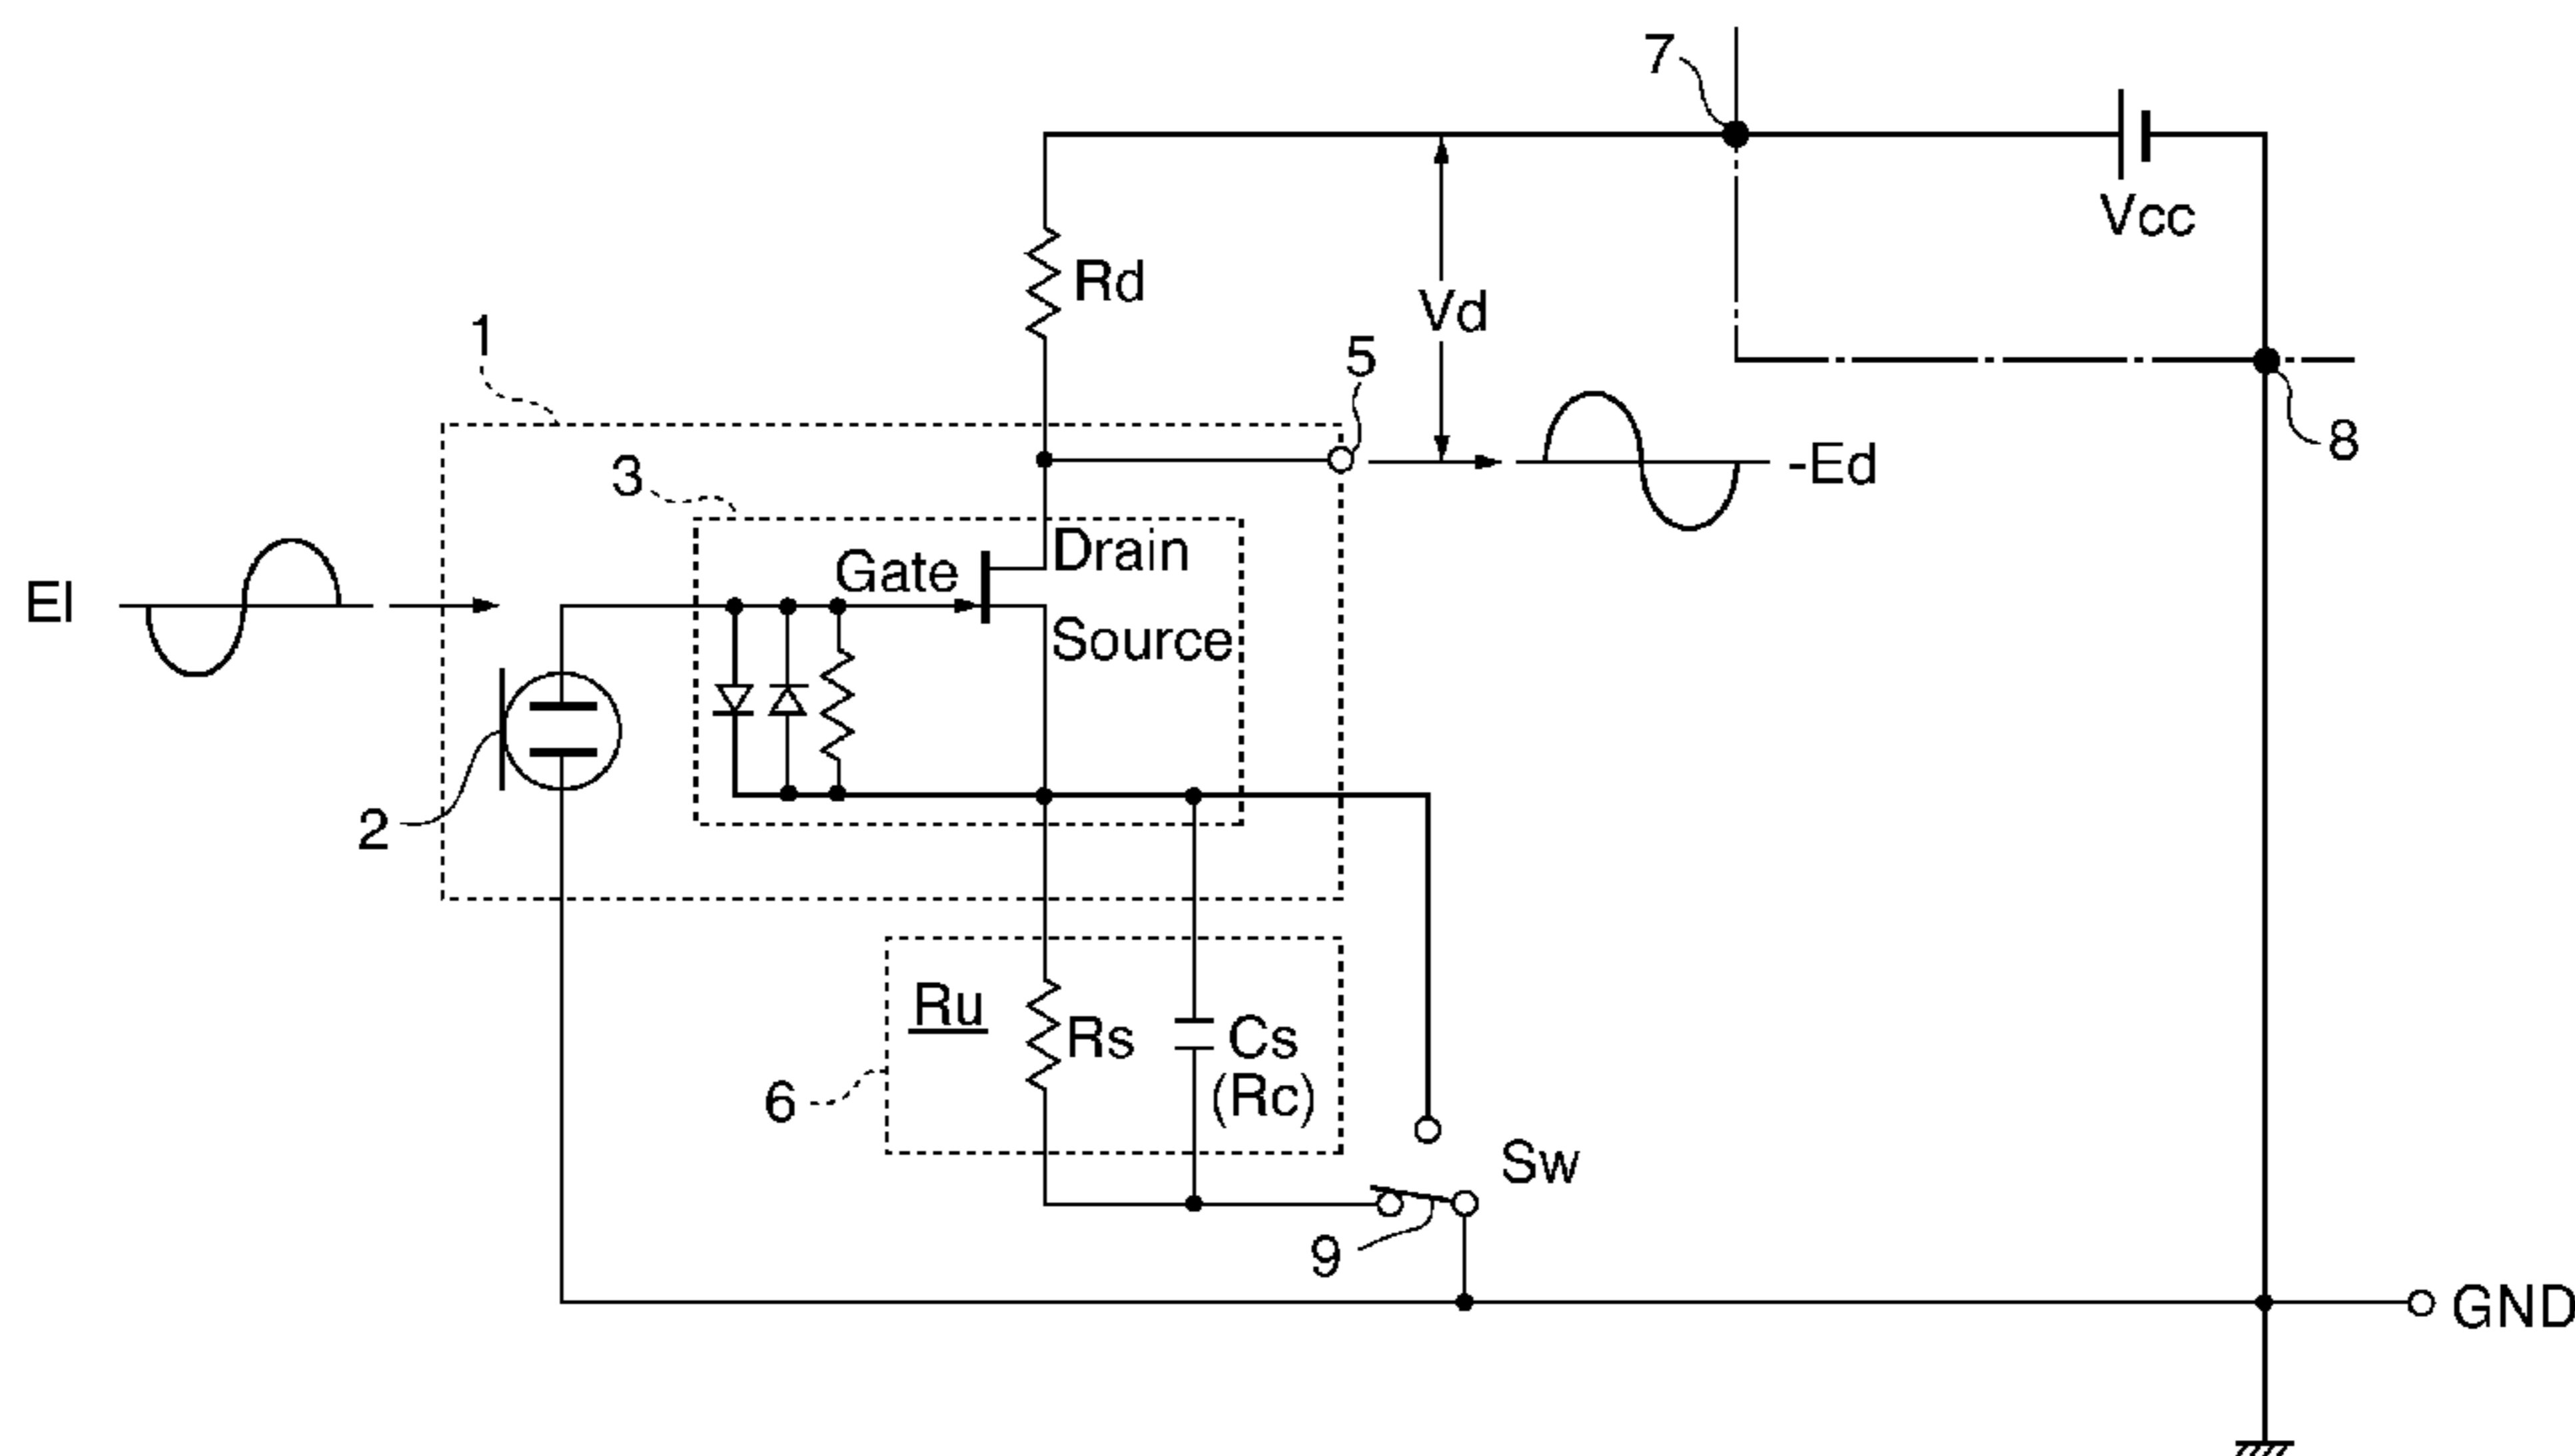 7
Vcc
Rd
1
Vd
5
8
3
-Ed
Drain
Gate
EI
Source
2
Ru
Rs
Cs
6
(Rc)
Sw
9
GND